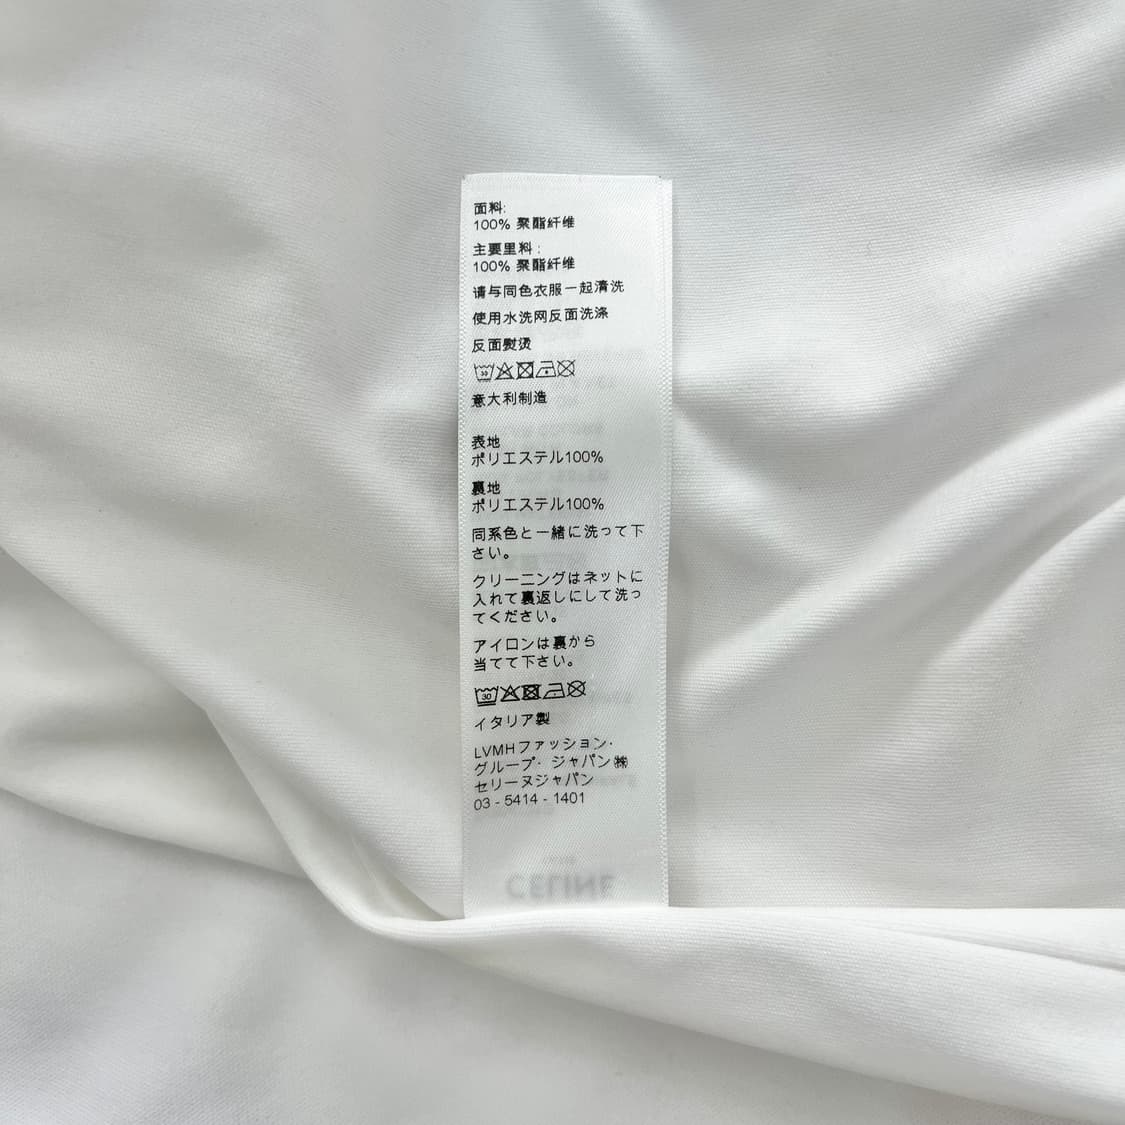 面料:
100% 聚酯纤维
主要里料 :
100% 聚酯纤维
请与同色衣服一起清洗
使用水洗网反面洗涤
反面熨烫
30
意大利制造
表地
ポリエステル100%
裏地
ポリエステル100%
同系色と一緒に洗って下
さい。
クリーニングはネットに
入れて裏返しにして洗っ
てください。
アイロンは裏から
当てて下さい。
30
イタリア製
LVMHファッション·
グループ· ジャパン㈱
セリーヌジャパン
03 - 5414 - 1401
CELINE